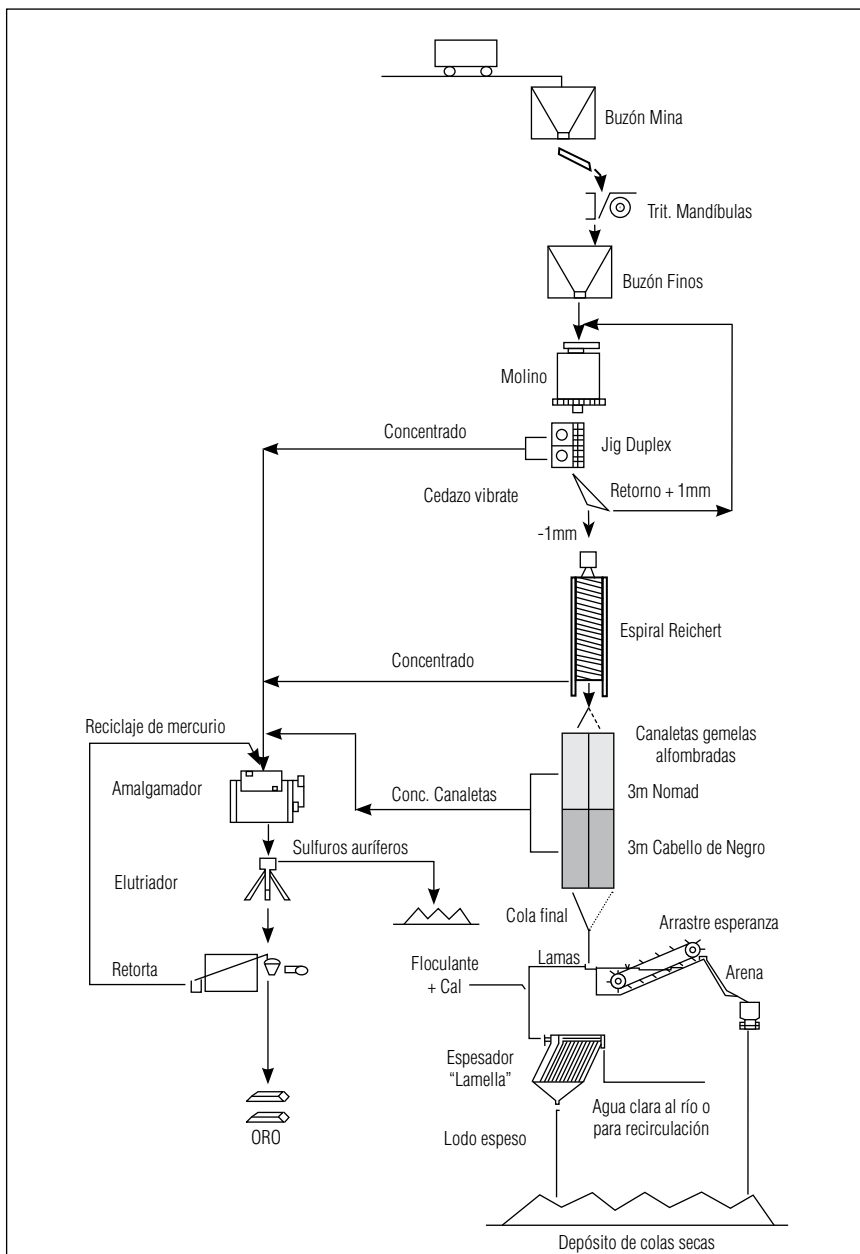 Buzón Mina
Trit. Mandíbulas
Buzón Finos
Molino
Concentrado
Jig Duplex
Cedazo vibrate
Retorno + 1mm
-1mm
Espiral Reichert
Concentrado
Reciclaje de mercurio
Canaletas gemelas
alfombradas
Amalgamador
Conc. Canaletas
3m Nomad
Sulfuros auríferos
3m Cabello de Negro
Elutriador
Cola final
Arrastre esperanza
Retorta
Floculante
+ Cal
Lamas
Arena
Espesador
"Lamella"
Agua clara al río o
para recirculación
ORO
Lodo espeso
Depósito de colas secas